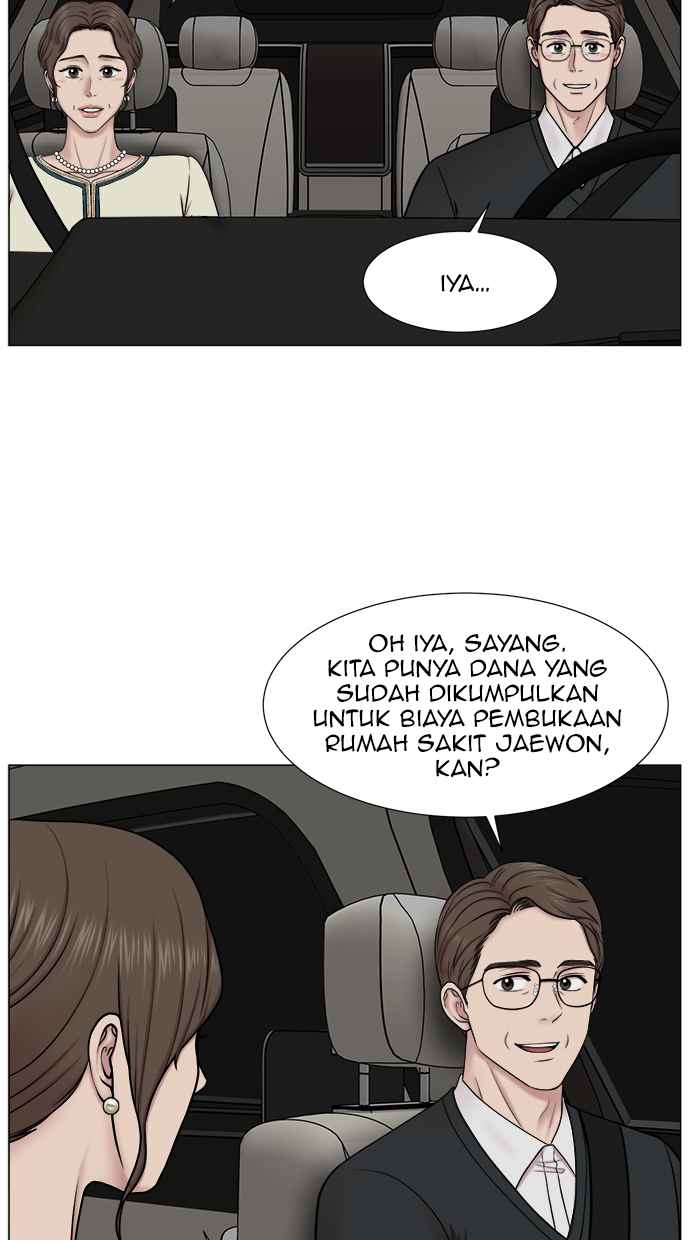 IYA...
OH IYA, SAYANG.
KITA PUNYA DANA YANG
SUDAH DIKUMPULKAN
UNTUK BIAYA PEMBUKAAN
RUMAH SAKIT JAEWON,
KAN?